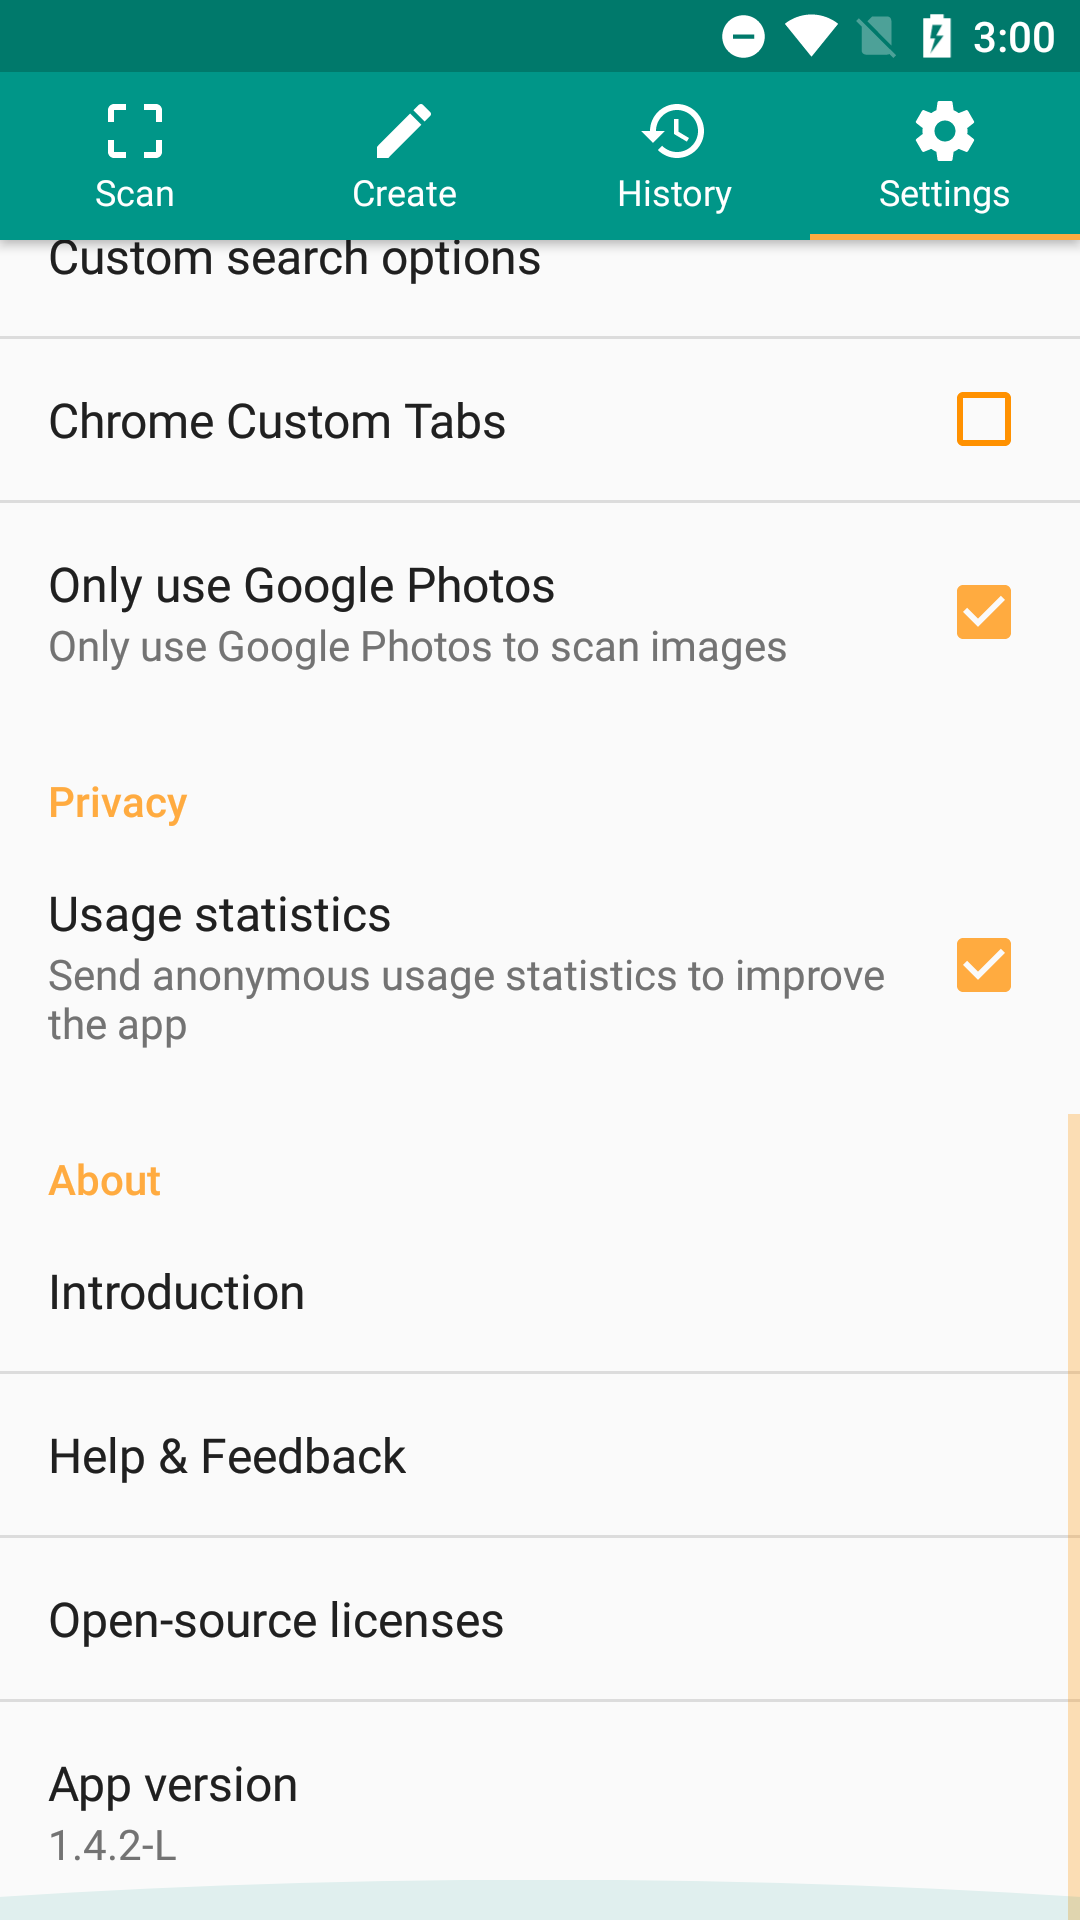 3:00
Scan
Create
History
Settings
Custom search options
Chrome Custom Tabs
Only use Google Photos
Only use Google Photos to scan images
Privacy
Usage statistics
Send anonymous usage statistics to improve
the app
About
Introduction
Help & Feedback
Open-source licenses
App version
1.4.2-L